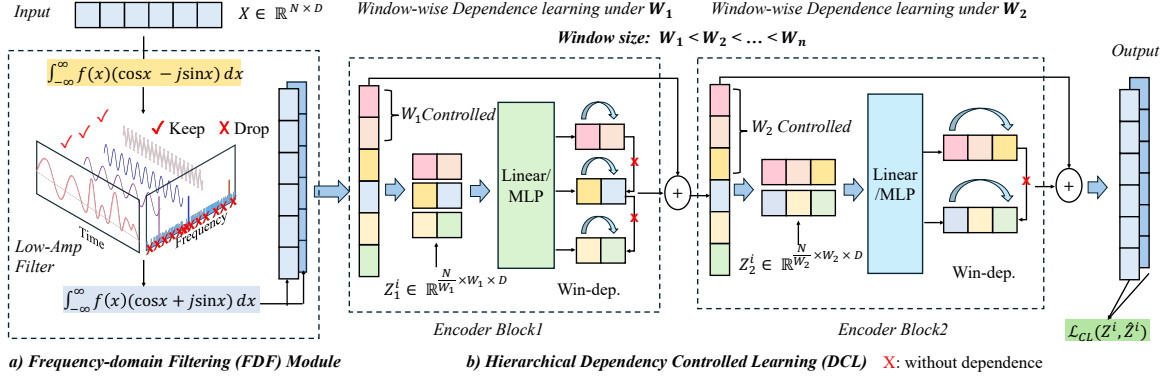 Input
X ∈ ℝ^{N × D}
Window-wise Dependence learning under W₁
Window-wise Dependence learning under W₂
Window size: W₁ < W₂ < … < Wₙ
Output
∫_{-∞}^{∞} f(x)(cosx − jsinx) dx
Keep
X Drop
Time
Frequency
Low-Amp
Filter
∫_{-∞}^{∞} f(x)(cosx + jsinx) dx
W₁Controlled
Linear/
MLP
X
X
+
Z₁^i ∈ ℝ^{N/W₁ × W₁ × D}
Win-dep.
Encoder Block1
W₂ Controlled
Linear
/MLP
X
+
Z₂^i ∈ ℝ^{N/W₂ × W₂ × D}
Win-dep.
Encoder Block2
ℒ_{CL}(Z^i, Ẑ^i)
a) Frequency-domain Filtering (FDF) Module
b) Hierarchical Dependency Controlled Learning (DCL)
X: without dependence